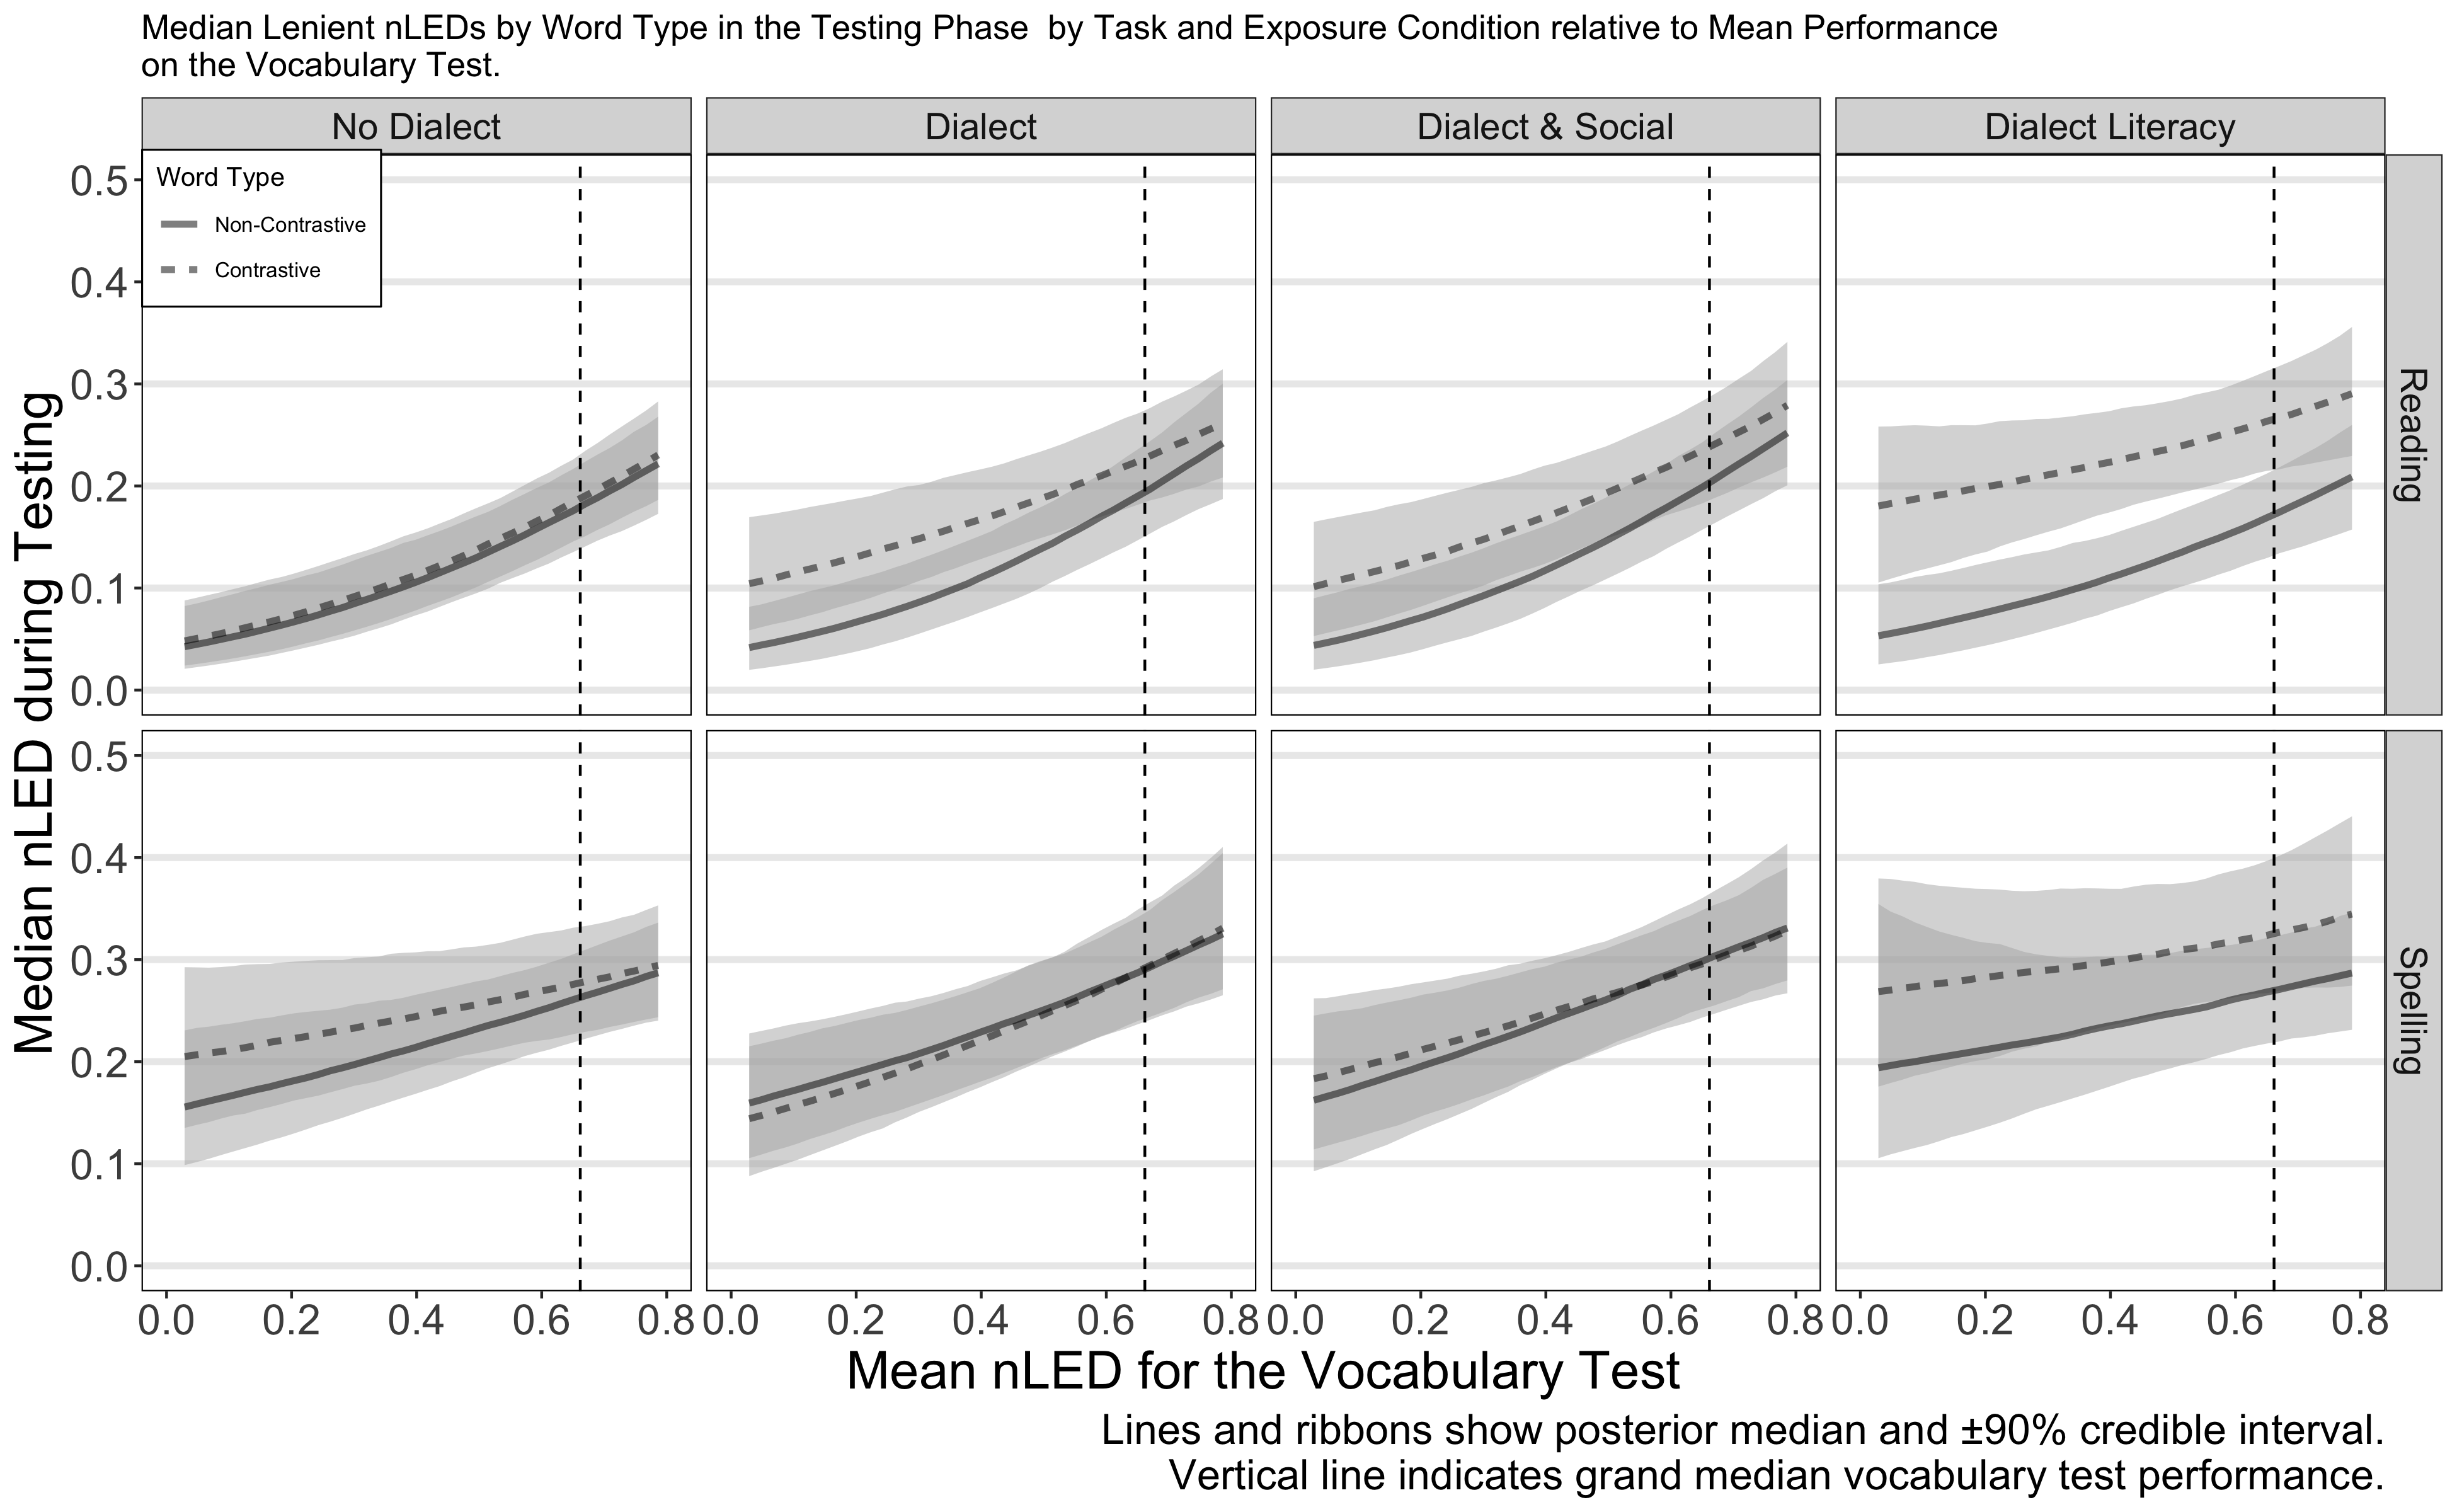 Median Lenient nLEDs by Word Type in the Testing Phase  by Task and Exposure Condition relative to Mean Performance
on the Vocabulary Test.
No Dialect
Dialect
Dialect & Social
Dialect Literacy
Word Type
Non-Contrastive
Contrastive
Median nLED during Testing
0.5
0.4
0.3
0.2
0.1
0.0
Reading
0.5
0.4
0.3
0.2
0.1
0.0
Spelling
0.0 0.2 0.4 0.6 0.8 0.0 0.2 0.4 0.6 0.8 0.0 0.2 0.4 0.6 0.8 0.0 0.2 0.4 0.6 0.8
Mean nLED for the Vocabulary Test
Lines and ribbons show posterior median and ±90% credible interval.
Vertical line indicates grand median vocabulary test performance.